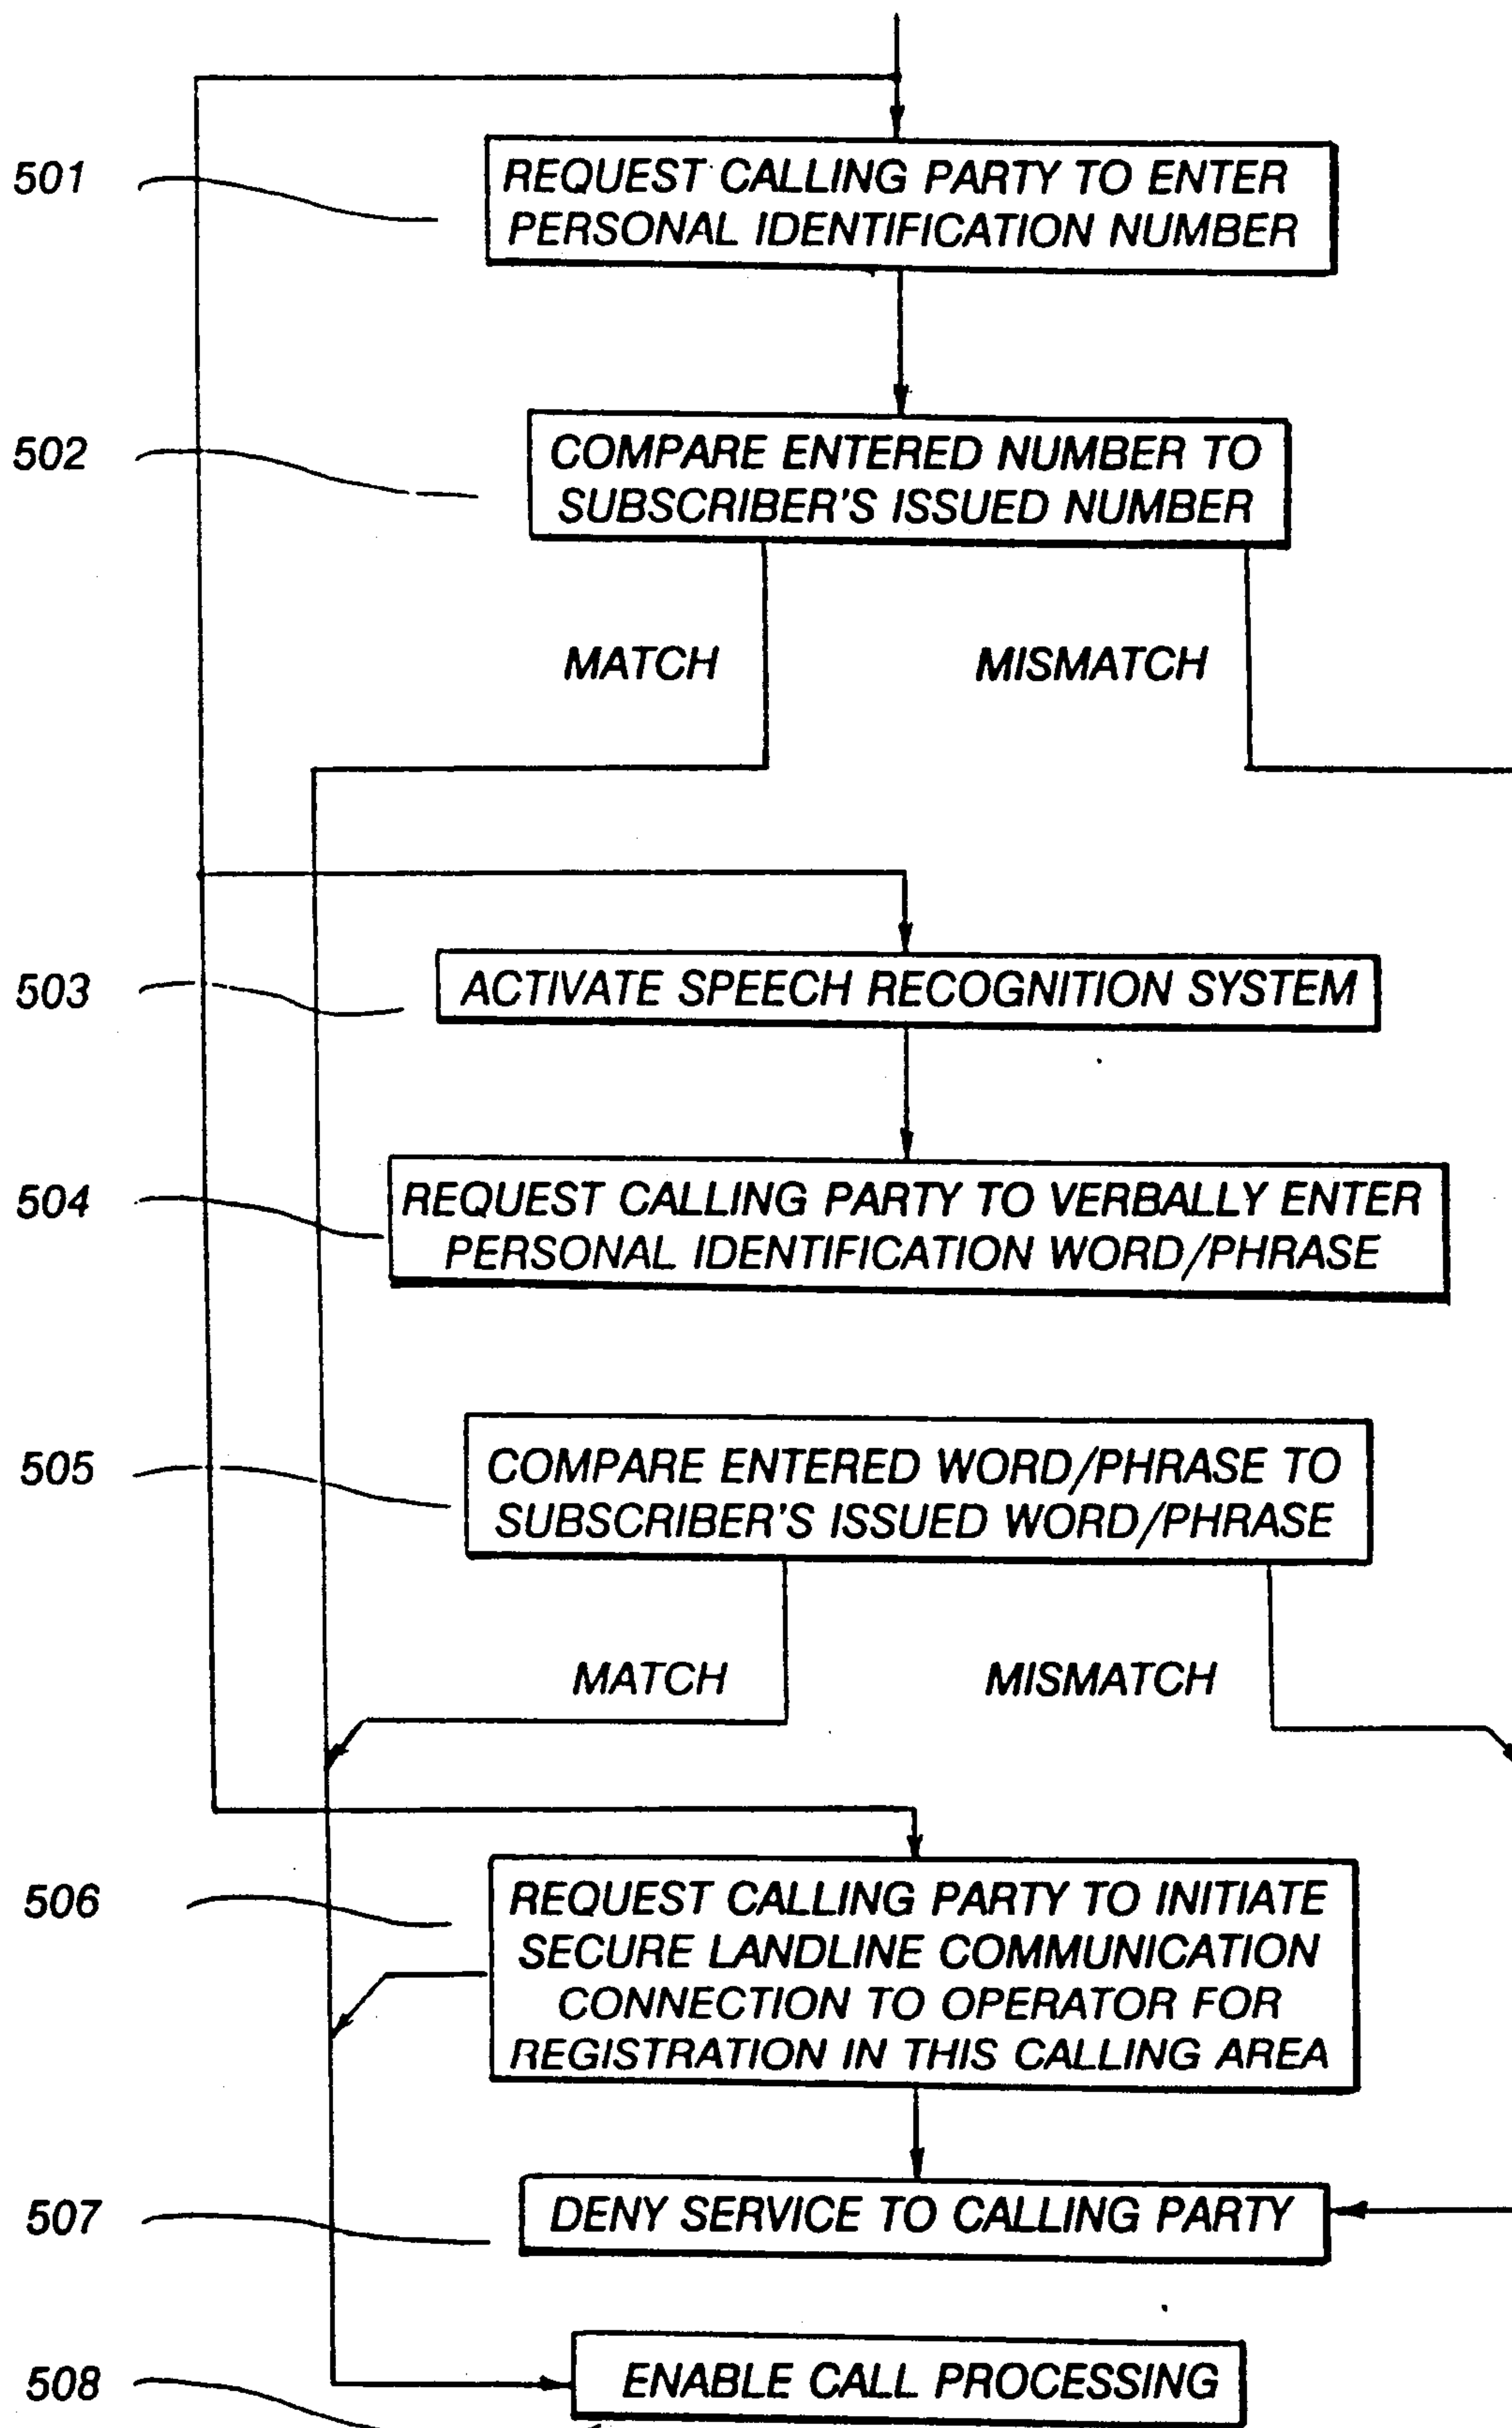 501
REQUEST CALLING PARTY TO ENTER
PERSONAL IDENTIFICATION NUMBER
502
COMPARE ENTERED NUMBER TO
SUBSCRIBER'S ISSUED NUMBER
MATCH
MISMATCH
503
ACTIVATE SPEECH RECOGNITION SYSTEM
504
REQUEST CALLING PARTY TO VERBALLY ENTER
PERSONAL IDENTIFICATION WORD/PHRASE
505
COMPARE ENTERED WORD/PHRASE TO
SUBSCRIBER'S ISSUED WORD/PHRASE
MATCH
MISMATCH
506
REQUEST CALLING PARTY TO INITIATE
SECURE LANDLINE COMMUNICATION
CONNECTION TO OPERATOR FOR
REGISTRATION IN THIS CALLING AREA
507
DENY SERVICE TO CALLING PARTY
508
ENABLE CALL PROCESSING